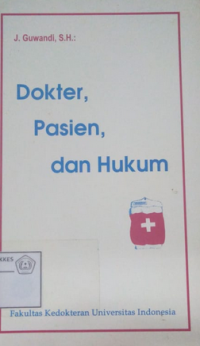 J. Guwandi, S.H.:
Dokter,
Pasien,
dan Hukum
Fakultas Kedokteran Universitas Indonesia